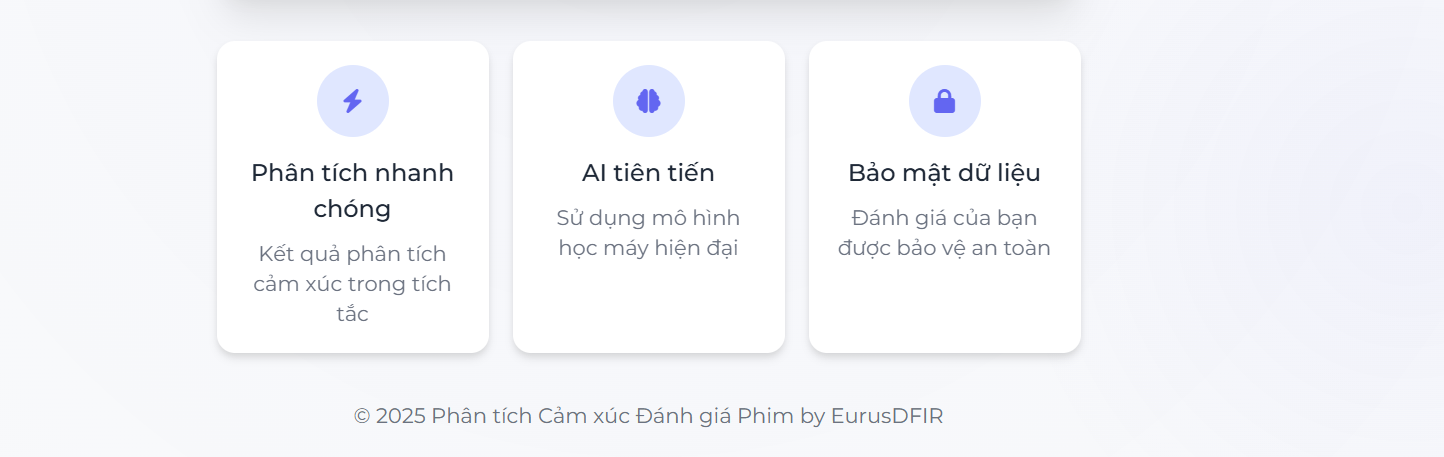 Phân tích nhanh
chóng
Kết quả phân tích
cảm xúc trong tích
tắc
AI tiên tiến
Sử dụng mô hình
học máy hiện đại
Bảo mật dữ liệu
Đánh giá của bạn
được bảo vệ an toàn
© 2025 Phân tích Cảm xúc Đánh giá Phim by EurusDFIR